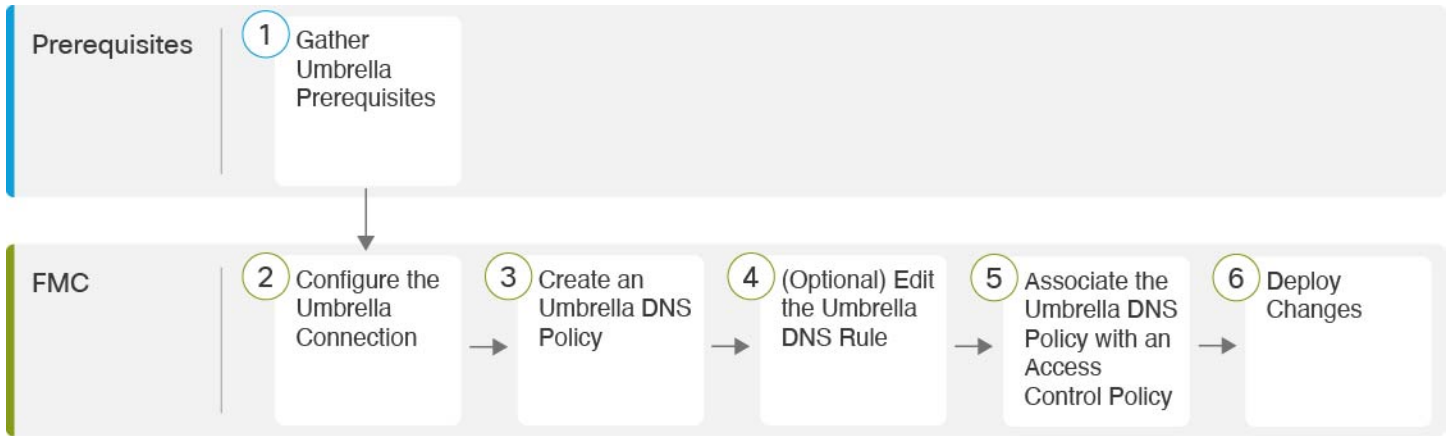 Prerequisites
1
Gather
Umbrella
Prerequisites
FMC
2
Configure the
Umbrella
Connection
3
Create an
Umbrella DNS
Policy
4
(Optional) Edit
the Umbrella
DNS Rule
5
Associate the
Umbrella DNS
Policy with an
Access
Control Policy
6
Deploy
Changes